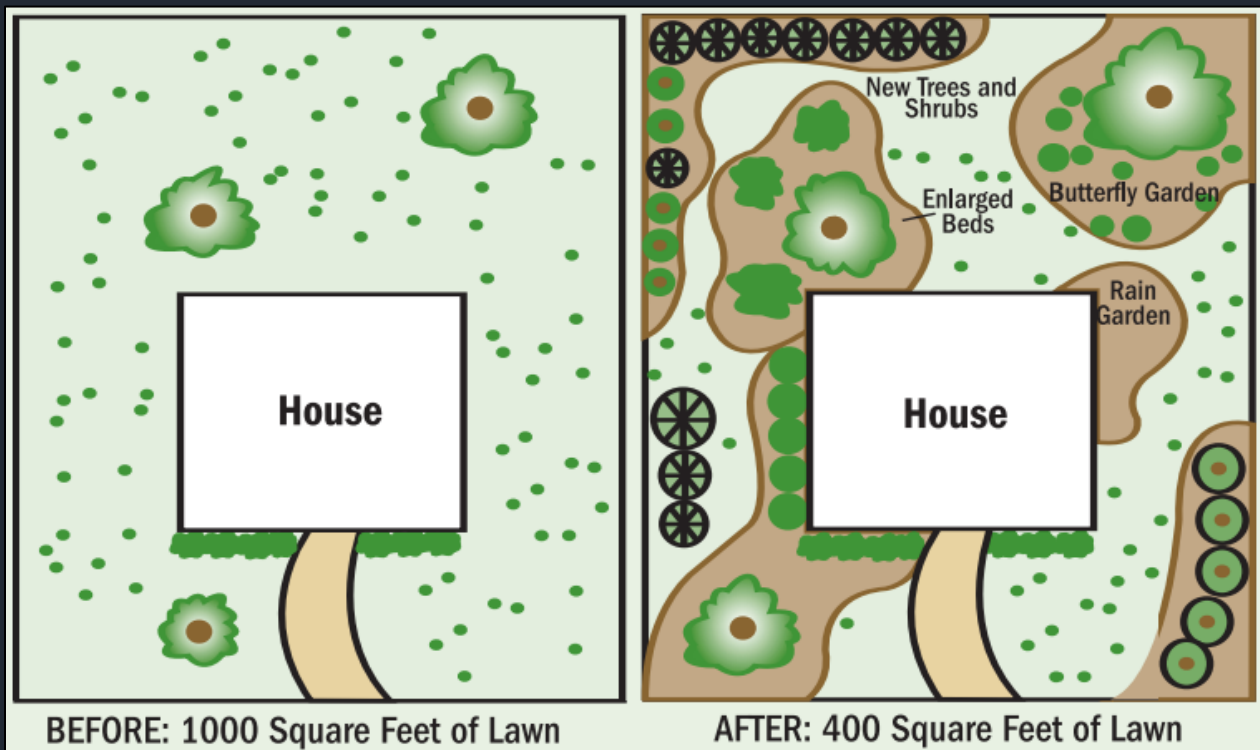 House
BEFORE: 1000 Square Feet of Lawn
New Trees and
Shrubs
Enlarged
Beds
Butterfly Garden
Rain
Garden
House
AFTER: 400 Square Feet of Lawn